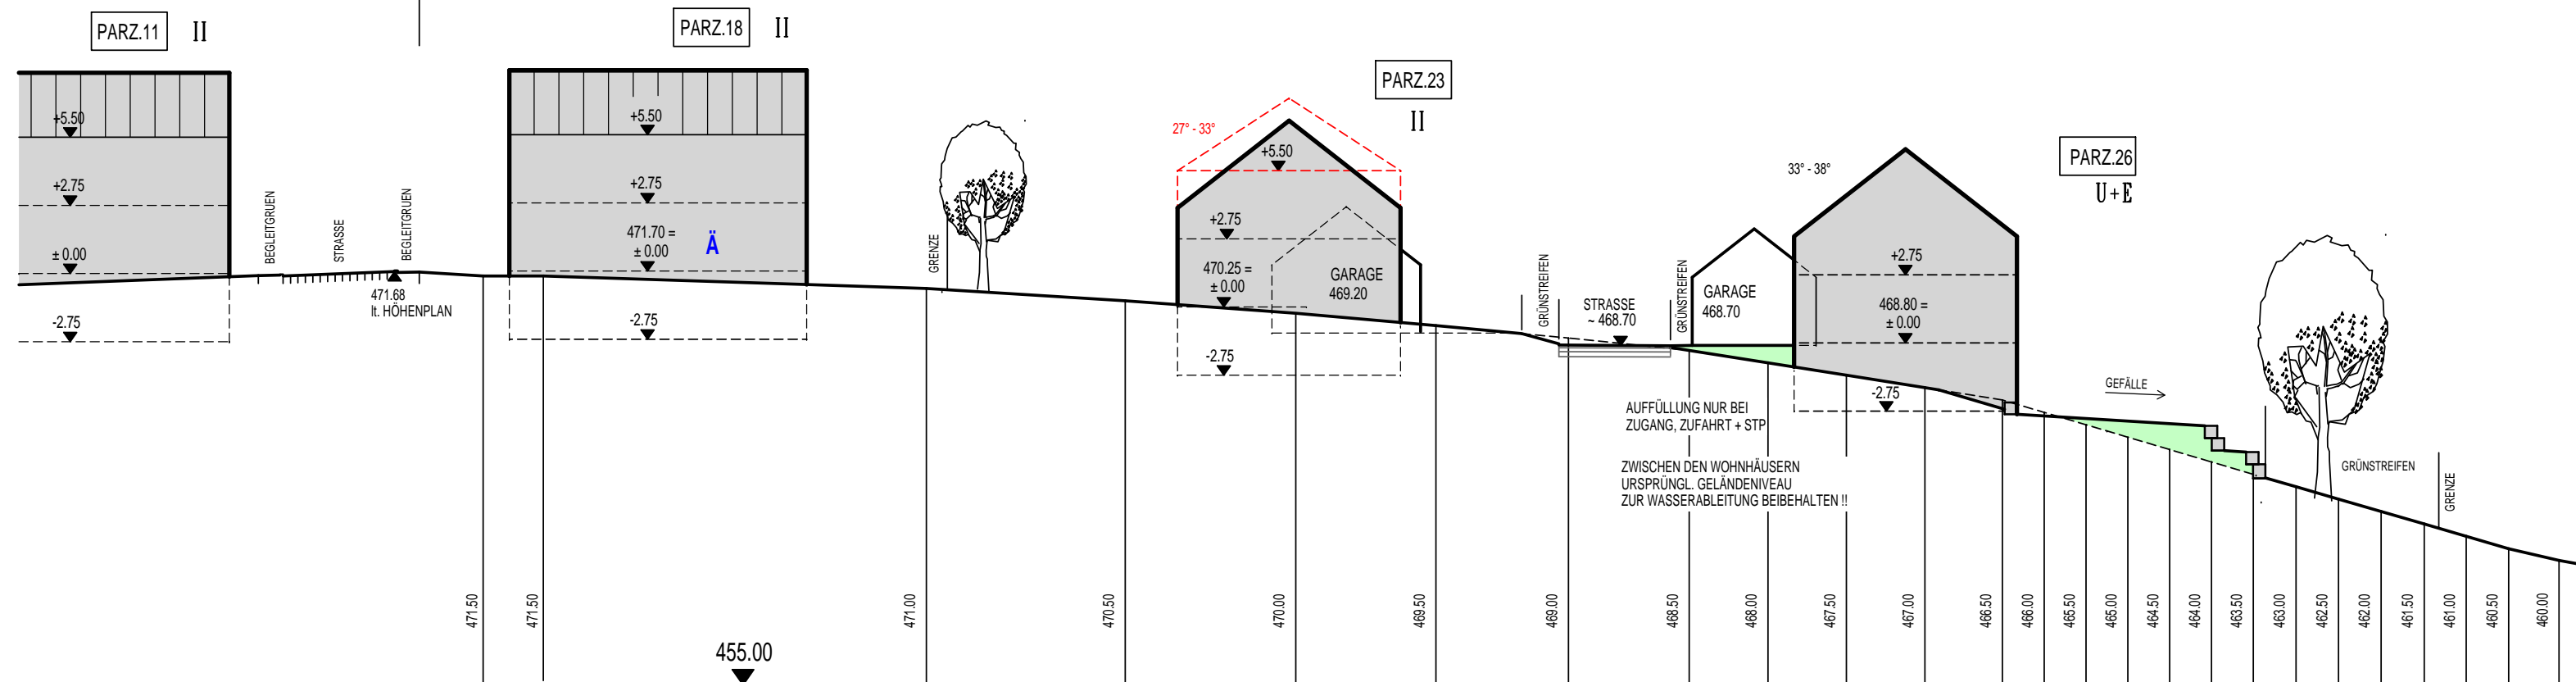 PARZ.11 II
+5.50
+2.75
± 0.00
-2.75
BEGLEITGRUEN
STRASSE
BEGLEITGRUEN
471.68
lt. HÖHENPLAN
PARZ.18 II
+5.50
+2.75
471.70 =
± 0.00
Ä
-2.75
GRENZE
PARZ.23
II
27° - 33°
+5.50
+2.75
470.25 =
± 0.00
GARAGE
469.20
-2.75
GRÜNSTREIFEN
STRASSE
~ 468.70
GRÜNSTREIFEN
GARAGE
468.70
33° - 38°
PARZ.26
U+E
+2.75
468.80 =
± 0.00
-2.75
AUFFÜLLUNG NUR BEI
ZUGANG, ZUFAHRT + STP
ZWISCHEN DEN WOHNHÄUSERN
URSPRÜNGL. GELÄNDENIVEAU
ZUR WASSERABLEITUNG BEIBEHALTEN !!
GEFÄLLE
GRÜNSTREIFEN
GRENZE
471.50
471.50
471.00
470.50
470.00
469.50
469.00
468.50
468.00
467.50
467.00
466.50
466.00
465.50
465.00
464.50
464.00
463.50
463.00
462.50
462.00
461.50
461.00
460.50
460.00
455.00